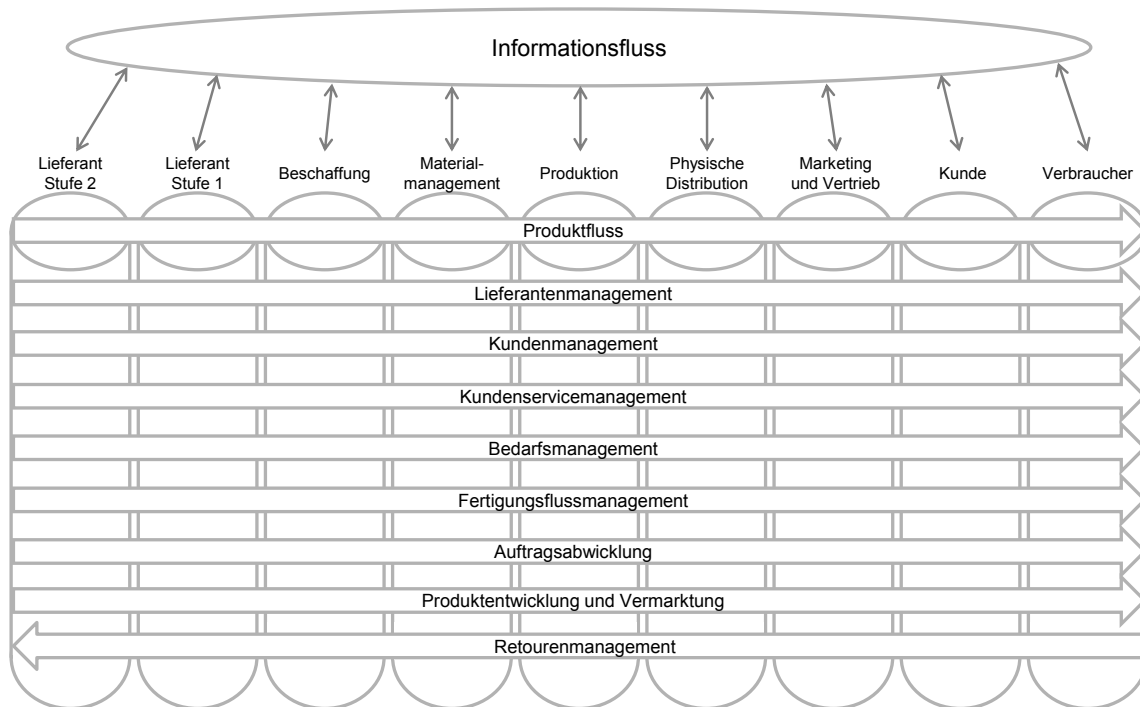 Informationsfluss
Lieferant
Stufe 2
Lieferant
Stufe 1
Beschaffung
Material-
management
Produktion
Physische
Distribution
Marketing
und Vertrieb
Kunde
Verbraucher
Produktfluss
Lieferantenmanagement
Kundenmanagement
Kundenservicemanagement
Bedarfsmanagement
Fertigungsflussmanagement
Auftragsabwicklung
Produktentwicklung und Vermarktung
Retourenmanagement